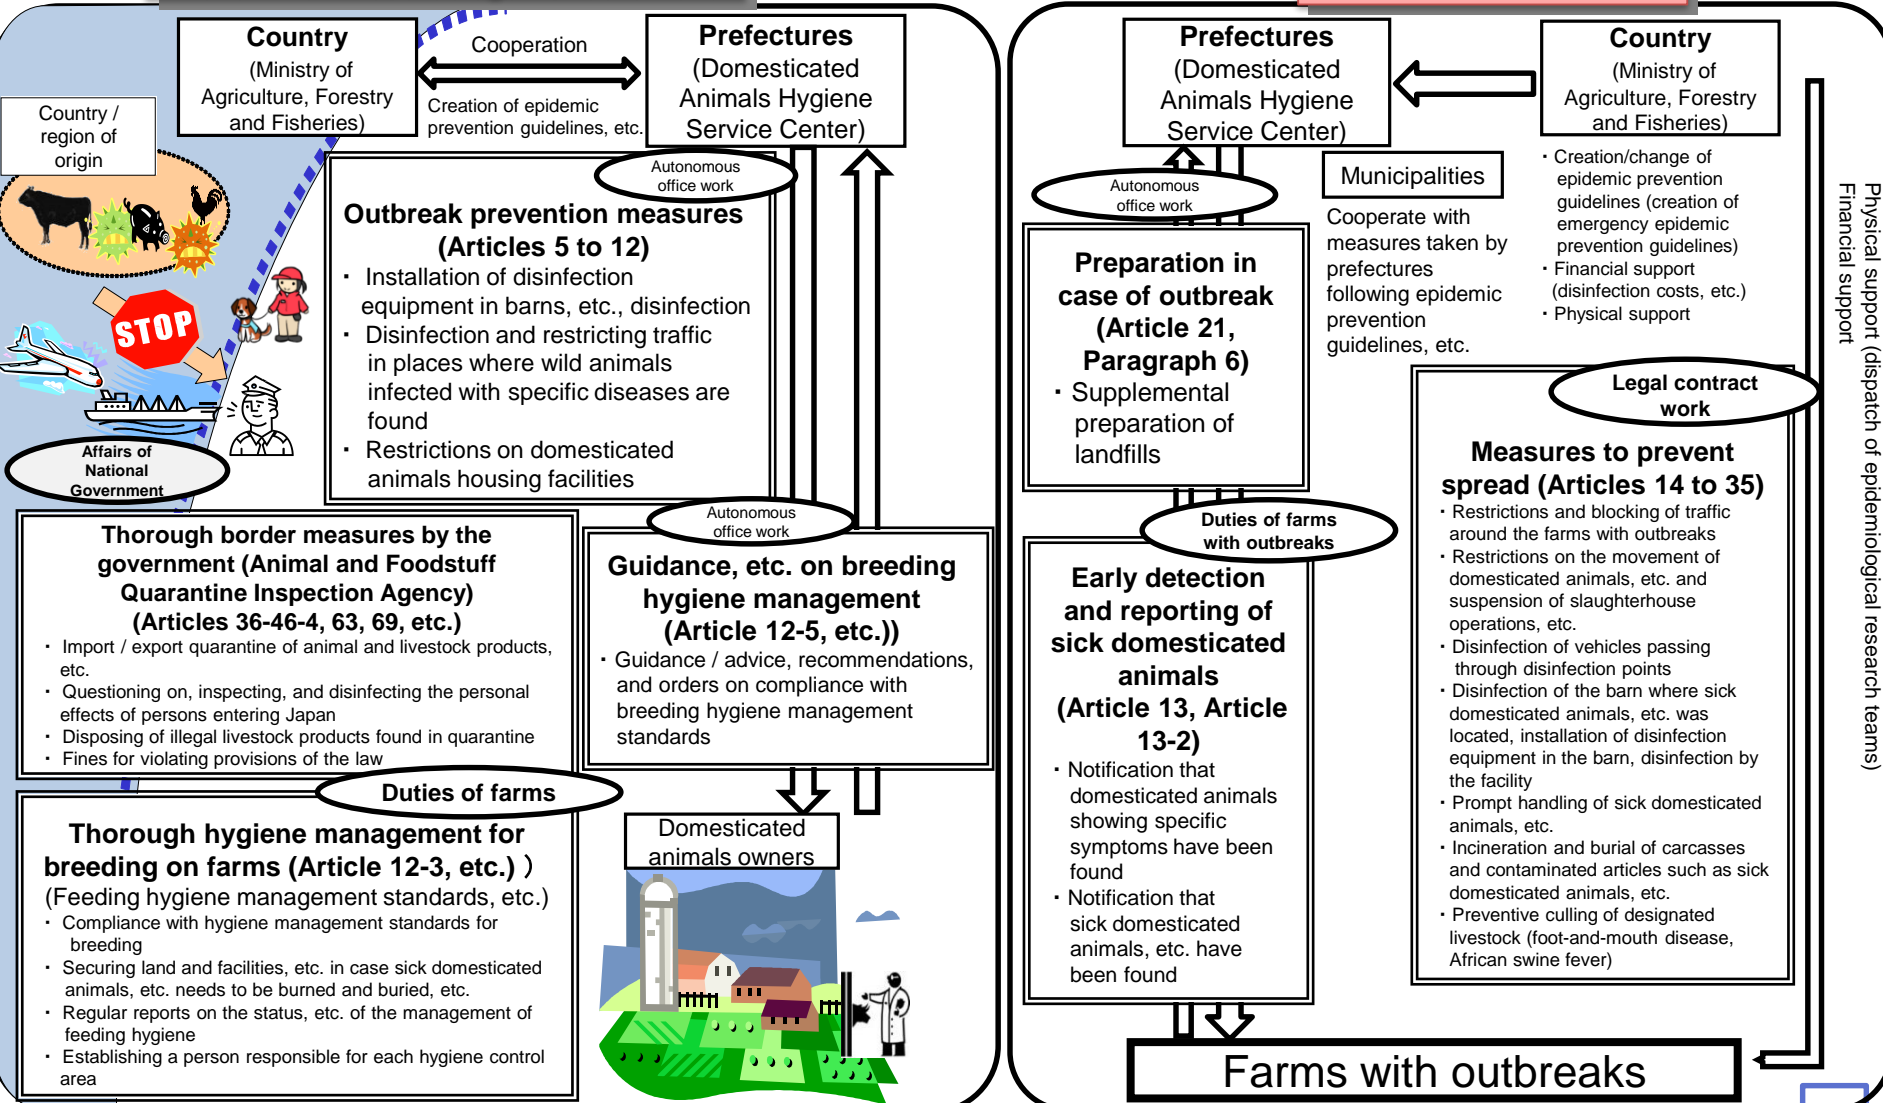 Country
(Ministry of
Agriculture, Forestry
and Fisheries)
Cooperation
Creation of epidemic
prevention guidelines, etc.
Prefectures
(Domesticated
Animals Hygiene
Service Center)
Country /
region of
origin
STOP
Affairs of
National
Government
Autonomous
office work
Outbreak prevention measures
(Articles 5 to 12)
・ Installation of disinfection
equipment in barns, etc., disinfection
・ Disinfection and restricting traffic
in places where wild animals
infected with specific diseases are
found
・ Restrictions on domesticated
animals housing facilities
Thorough border measures by the
government (Animal and Foodstuff
Quarantine Inspection Agency)
(Articles 36-46-4, 63, 69, etc.)
・ Import / export quarantine of animal and livestock products,
etc.
・ Questioning on, inspecting, and disinfecting the personal
effects of persons entering Japan
・ Disposing of illegal livestock products found in quarantine
・ Fines for violating provisions of the law
Autonomous
office work
Guidance, etc. on breeding
hygiene management
(Article 12-5, etc.))
・ Guidance / advice, recommendations,
and orders on compliance with
breeding hygiene management
standards
Duties of farms
Thorough hygiene management for
breeding on farms (Article 12-3, etc.) ）
(Feeding hygiene management standards, etc.)
・ Compliance with hygiene management standards for
breeding
・ Securing land and facilities, etc. in case sick domesticated
animals, etc. needs to be burned and buried, etc.
・ Regular reports on the status, etc. of the management of
feeding hygiene
・ Establishing a person responsible for each hygiene control
area
Domesticated
animals owners
Prefectures
(Domesticated
Animals Hygiene
Service Center)
Country
(Ministry of
Agriculture, Forestry
and Fisheries)
・ Creation/change of
epidemic prevention
guidelines (creation of
emergency epidemic
prevention guidelines)
・ Financial support
(disinfection costs, etc.)
・ Physical support
Municipalities
Cooperate with
measures taken by
prefectures
following epidemic
prevention
guidelines, etc.
Autonomous
office work
Preparation in
case of outbreak
(Article 21,
Paragraph 6)
・ Supplemental
preparation of
landfills
Duties of farms
with outbreaks
Early detection
and reporting of
sick domesticated
animals
(Article 13, Article
13-2)
・ Notification that
domesticated animals
showing specific
symptoms have been
found
・ Notification that
sick domesticated
animals, etc. have
been found
Legal contract
work
Measures to prevent
spread (Articles 14 to 35)
・ Restrictions and blocking of traffic
around the farms with outbreaks
・ Restrictions on the movement of
domesticated animals, etc. and
suspension of slaughterhouse
operations, etc.
・ Disinfection of vehicles passing
through disinfection points
・ Disinfection of the barn where sick
domesticated animals, etc. was
located, installation of disinfection
equipment in the barn, disinfection by
the facility
・ Prompt handling of sick domesticated
animals, etc.
・ Incineration and burial of carcasses
and contaminated articles such as sick
domesticated animals, etc.
・ Preventive culling of designated
livestock (foot-and-mouth disease,
African swine fever)
Physical support (dispatch of epidemiological research teams)
Financial support
Farms with outbreaks